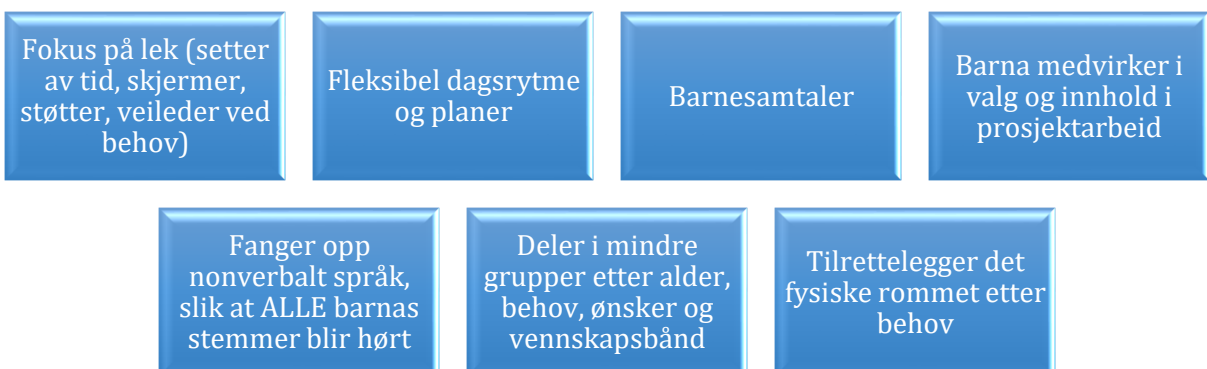 Fokus på lek (setter
av tid, skjermer,
støtter, veileder ved
behov)
Fleksibel dagsrytme
og planer
Barnesamtaler
Barna medvirker i
valg og innhold i
prosjektarbeid
Fanger opp
nonverbalt språk,
slik at ALLE barnas
stemmer blir hørt
Deler i mindre
grupper etter alder,
behov, ønsker og
vennskapsbånd
Tilrettelegger det
fysiske rommet etter
behov